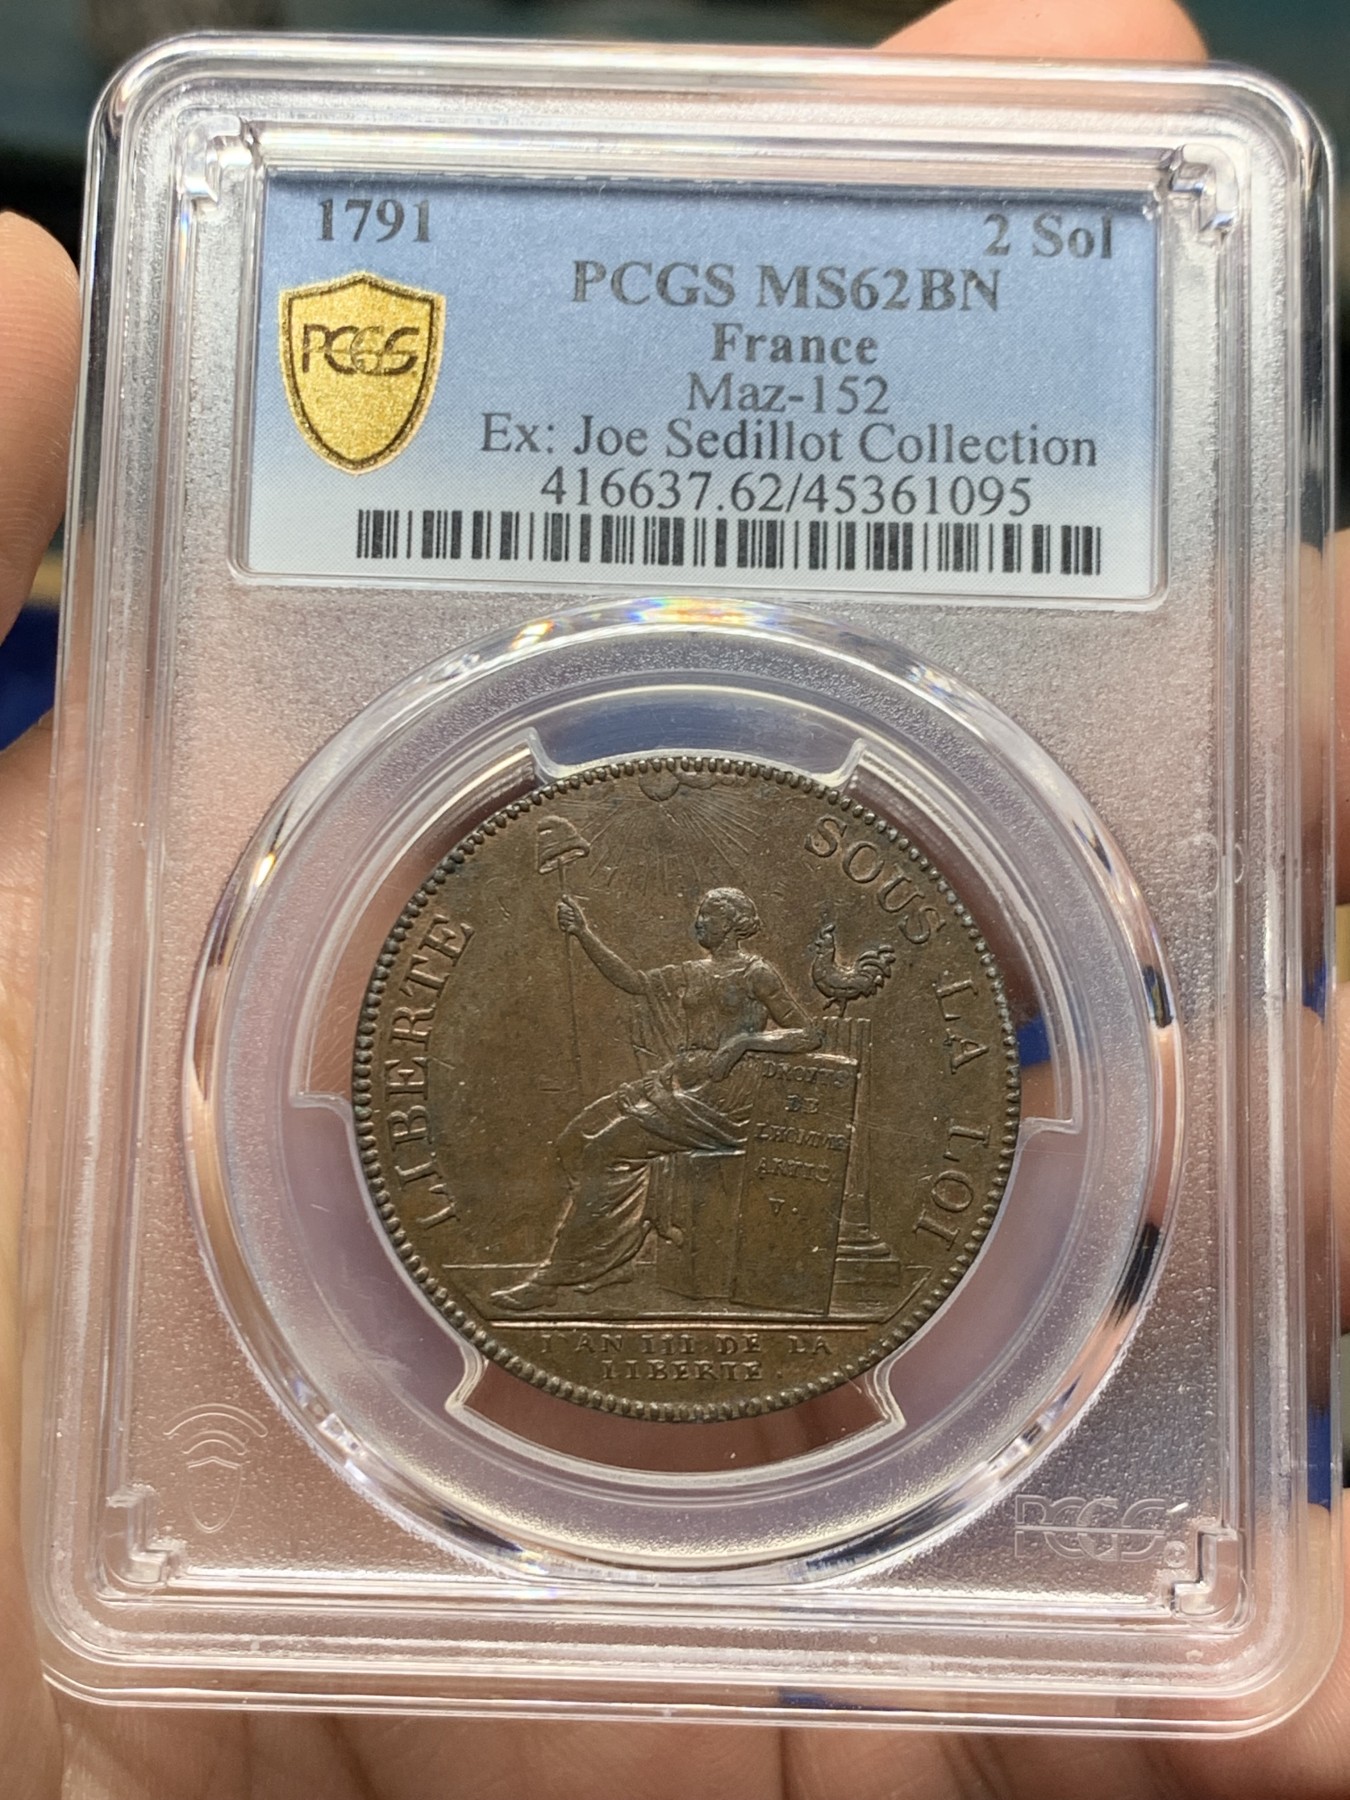 1791 2 Sol
PCGS MS62BN
France
Maz-152
Ex: Joe Sedillot Collection
416637.62/45361095
PCGS
LIBERTE SOUS LA LOI
DROITS
DE
LHOMME
ARTIC.
V.
L'AN III DE LA
LIBERTE.
PCGS